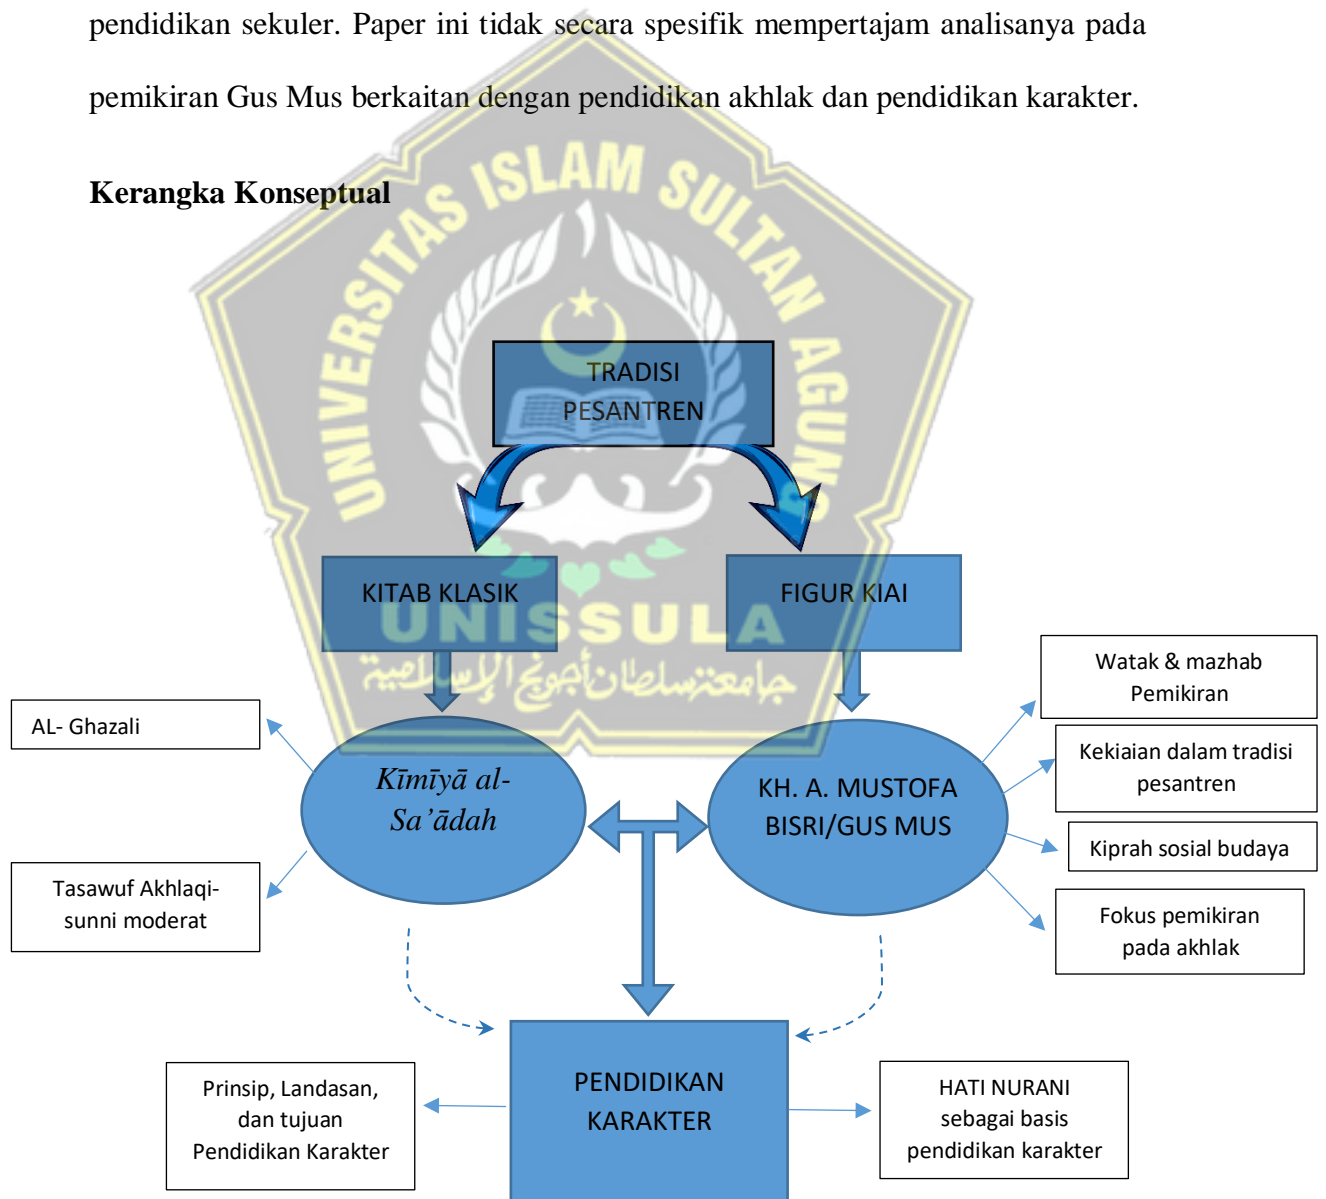 pendidikan sekuler. Paper ini tidak secara spesifik mempertajam analisanya pada
pemikiran Gus Mus berkaitan dengan pendidikan akhlak dan pendidikan karakter.
Kerangka Konseptual
UNIVERSITAS ISLAM SULTAN AGUNG
TRADISI
PESANTREN
KITAB KLASIK
FIGUR KIAI
UNISSULA
جامعة سلطان أجونج الإسلامية
Watak & mazhab
Pemikiran
AL- Ghazali
Kekiaian dalam tradisi
pesantren
Kīmīyā al-
Sa’ādah
KH. A. MUSTOFA
BISRI/GUS MUS
Kiprah sosial budaya
Tasawuf Akhlaqi-
sunni moderat
Fokus pemikiran
pada akhlak
Prinsip, Landasan,
dan tujuan
Pendidikan Karakter
PENDIDIKAN
KARAKTER
HATI NURANI
sebagai basis
pendidikan karakter